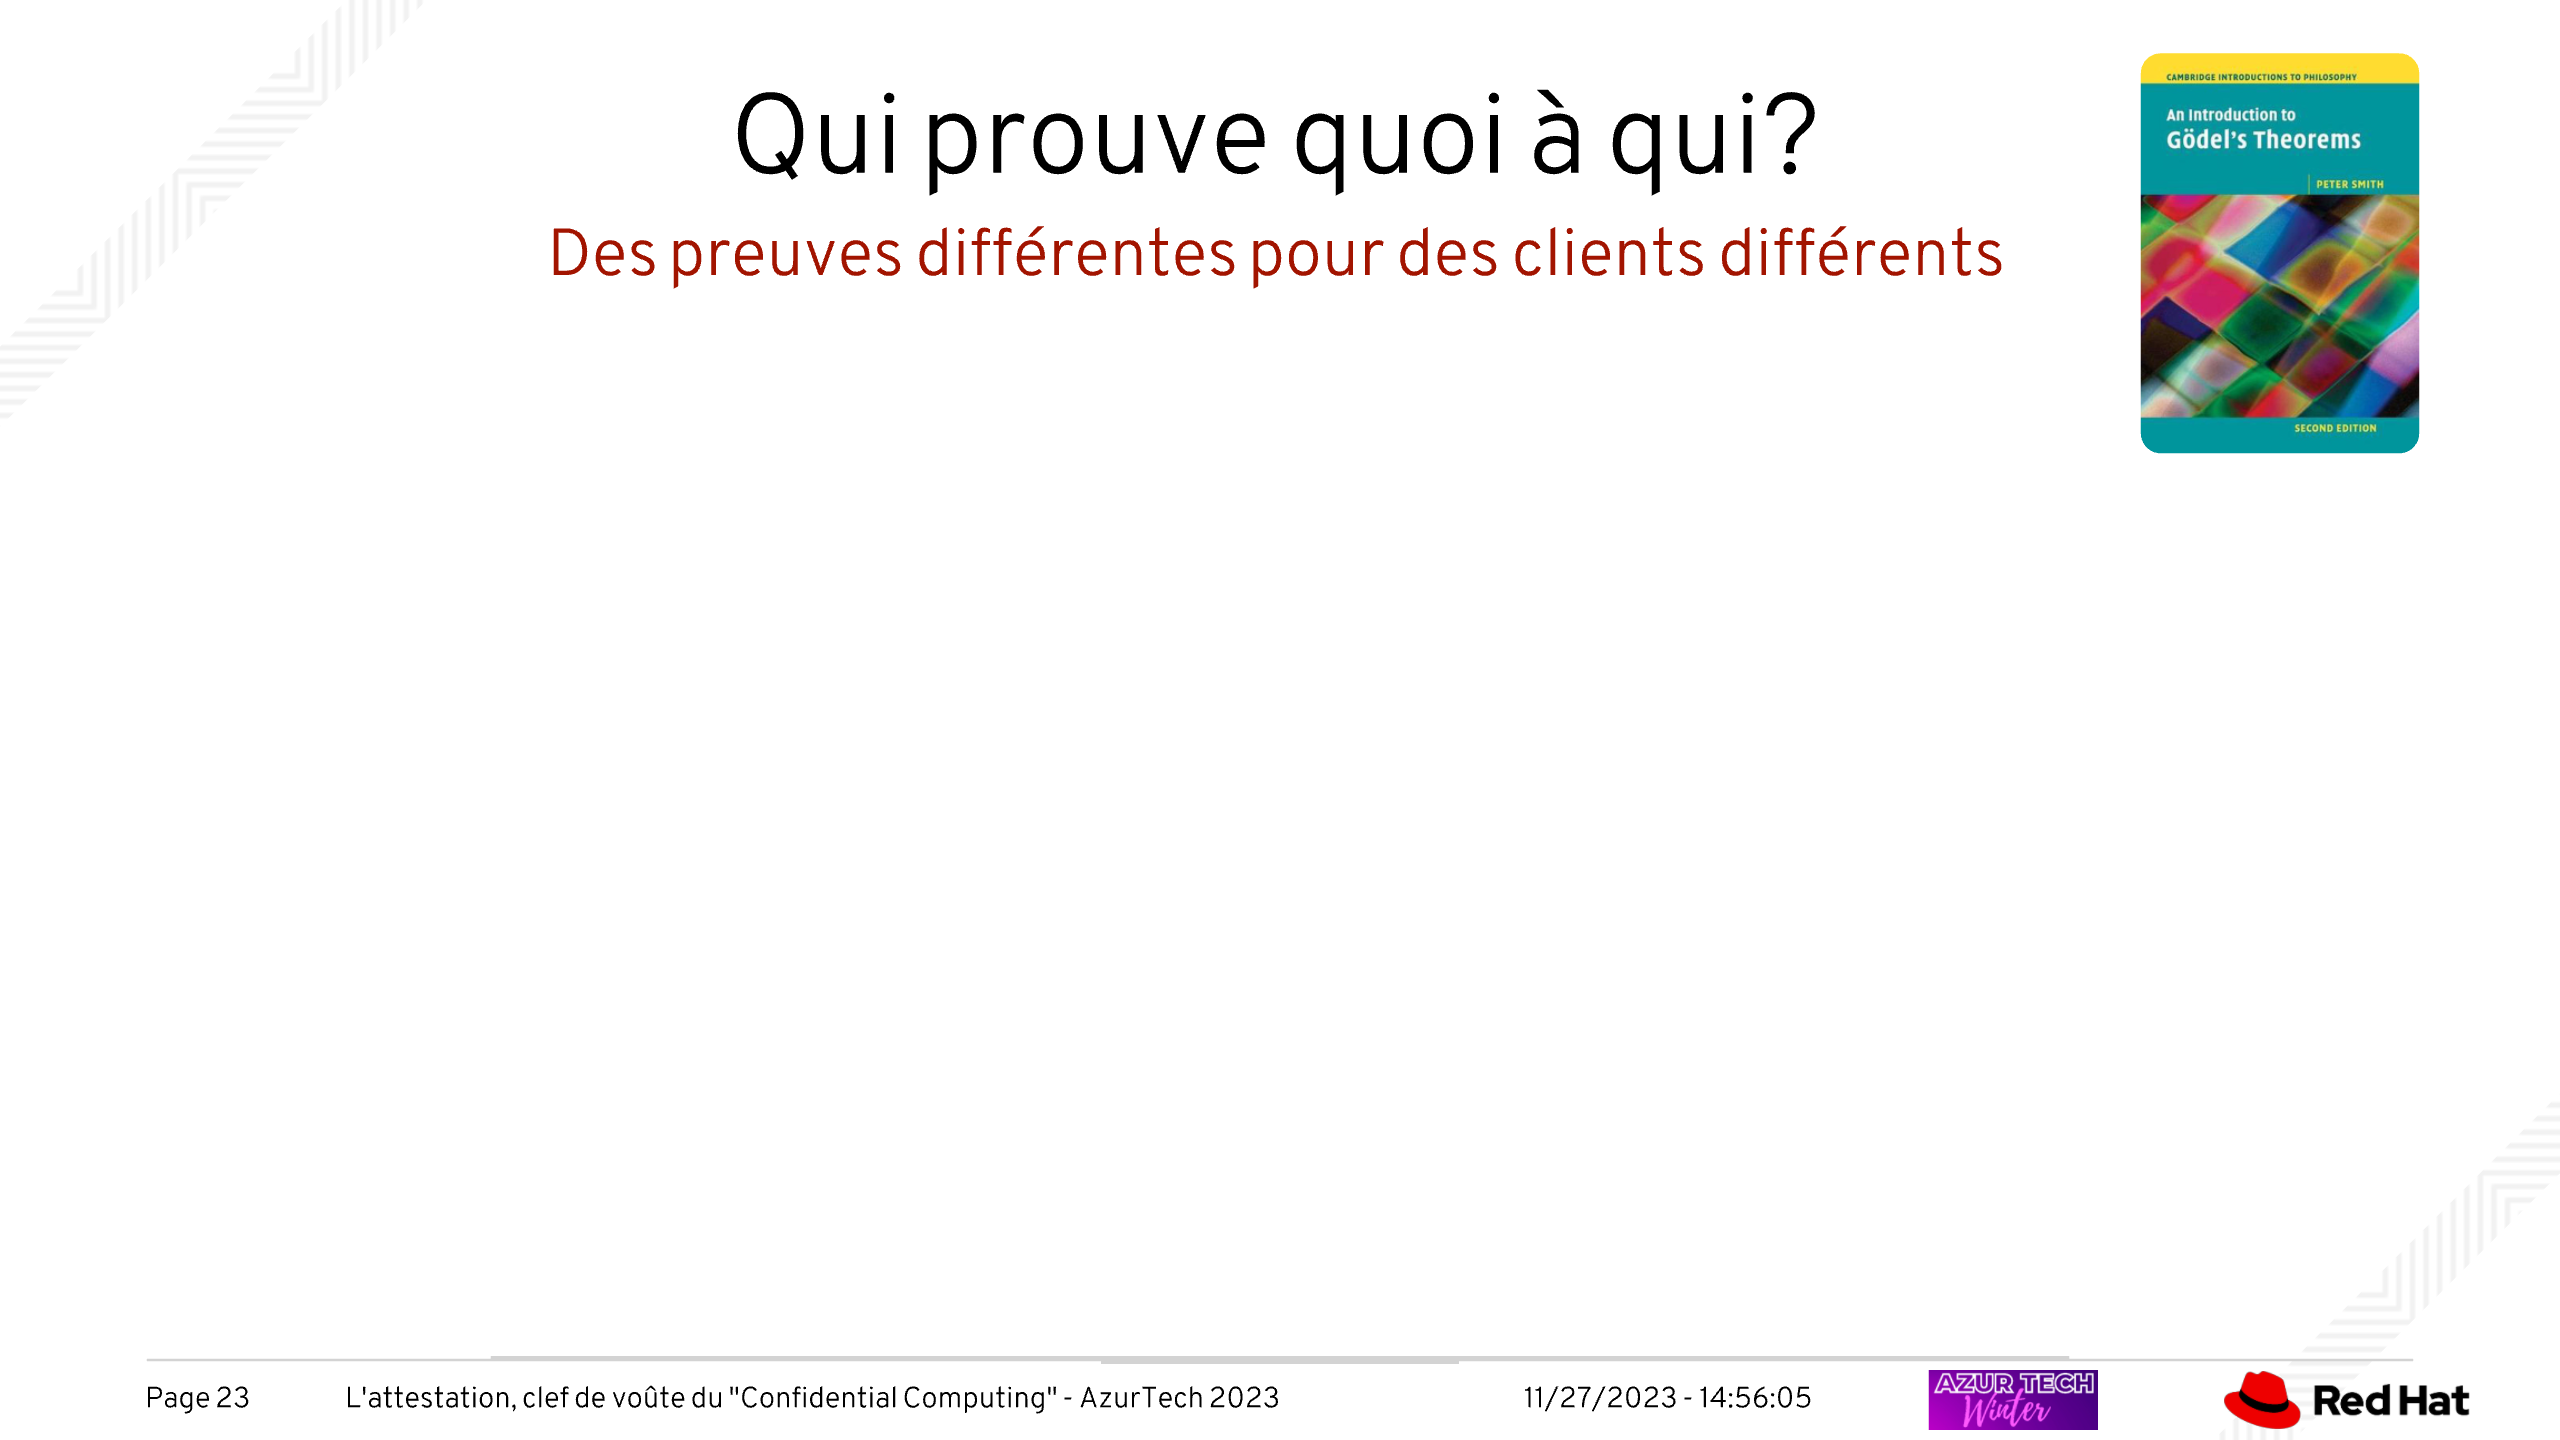 Qui prouve quoi à qui?
Des preuves différentes pour des clients différents
CAMBRIDGE INTRODUCTIONS TO PHILOSOPHY
An Introduction to
Gödel's Theorems
PETER SMITH
SECOND EDITION
Page 23
L'attestation, clef de voûte du "Confidential Computing" - AzurTech 2023
11/27/2023 - 14:56:05
AZUR TECH
Winter
Red Hat